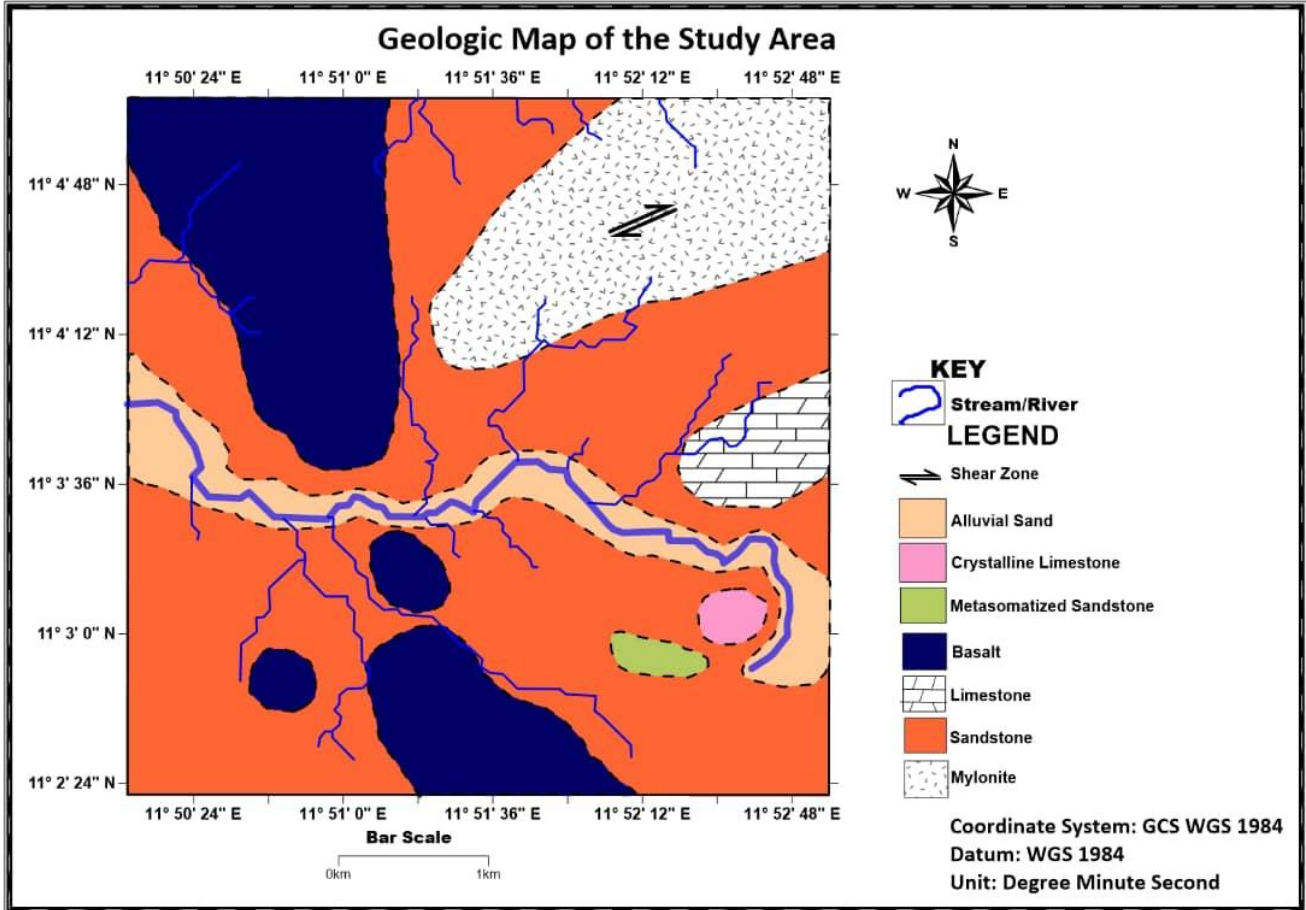 Geologic Map of the Study Area
11° 50' 24" E 11° 51' 0" E 11° 51' 36" E 11° 52' 12" E 11° 52' 48" E
11° 4' 48" N
11° 4' 12" N
11° 3' 36" N
11° 3' 0" N
11° 2' 24" N
11° 50' 24" E 11° 51' 0" E 11° 51' 36" E 11° 52' 12" E 11° 52' 48" E
Bar Scale
0km 1km
N
W E
S
KEY
Stream/River
LEGEND
Shear Zone
Alluvial Sand
Crystalline Limestone
Metasomatized Sandstone
Basalt
Limestone
Sandstone
Mylonite
Coordinate System: GCS WGS 1984
Datum: WGS 1984
Unit: Degree Minute Second